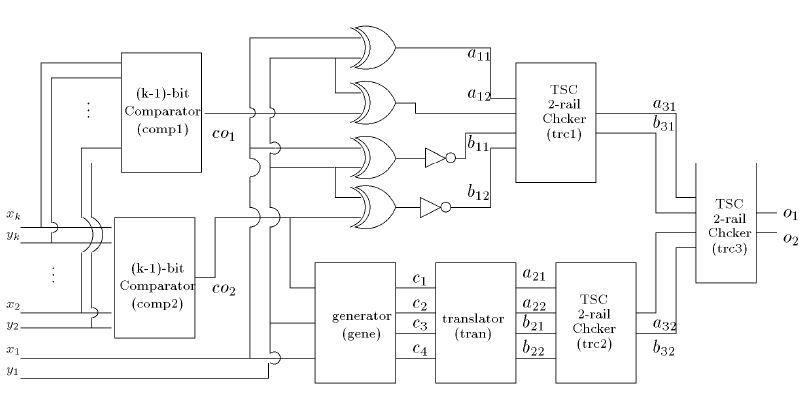 (k-1)-bit
Comparator
(comp1)
co1
a11
a12
b11
b12
TSC
2-rail
Chcker
(trc1)
a31
b31
xk
yk
x2
y2
x1
y1
(k-1)-bit
Comparator
(comp2)
co2
generator
(gene)
c1
c2
c3
c4
translator
(tran)
a21
a22
b21
b22
TSC
2-rail
Chcker
(trc2)
a32
b32
TSC
2-rail
Chcker
(trc3)
o1
o2